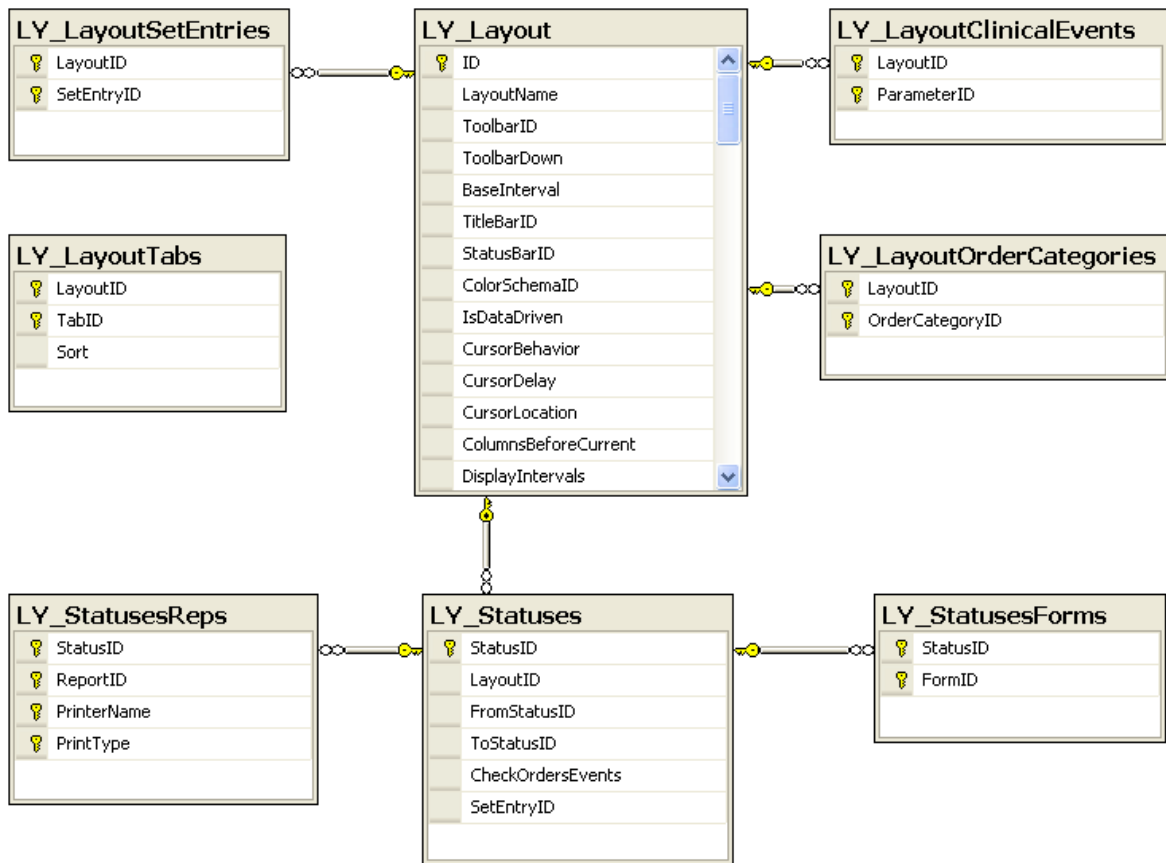 LY_LayoutSetEntries
LayoutID
SetEntryID
LY_Layout
ID
LayoutName
ToolbarID
ToolbarDown
BaseInterval
TitleBarID
StatusBarID
ColorSchemaID
IsDataDriven
CursorBehavior
CursorDelay
CursorLocation
ColumnsBeforeCurrent
DisplayIntervals
LY_LayoutClinicalEvents
LayoutID
ParameterID
LY_LayoutTabs
LayoutID
TabID
Sort
LY_LayoutOrderCategories
LayoutID
OrderCategoryID
LY_StatusesReps
StatusID
ReportID
PrinterName
PrintType
LY_Statuses
StatusID
LayoutID
FromStatusID
ToStatusID
CheckOrdersEvents
SetEntryID
LY_StatusesForms
StatusID
FormID